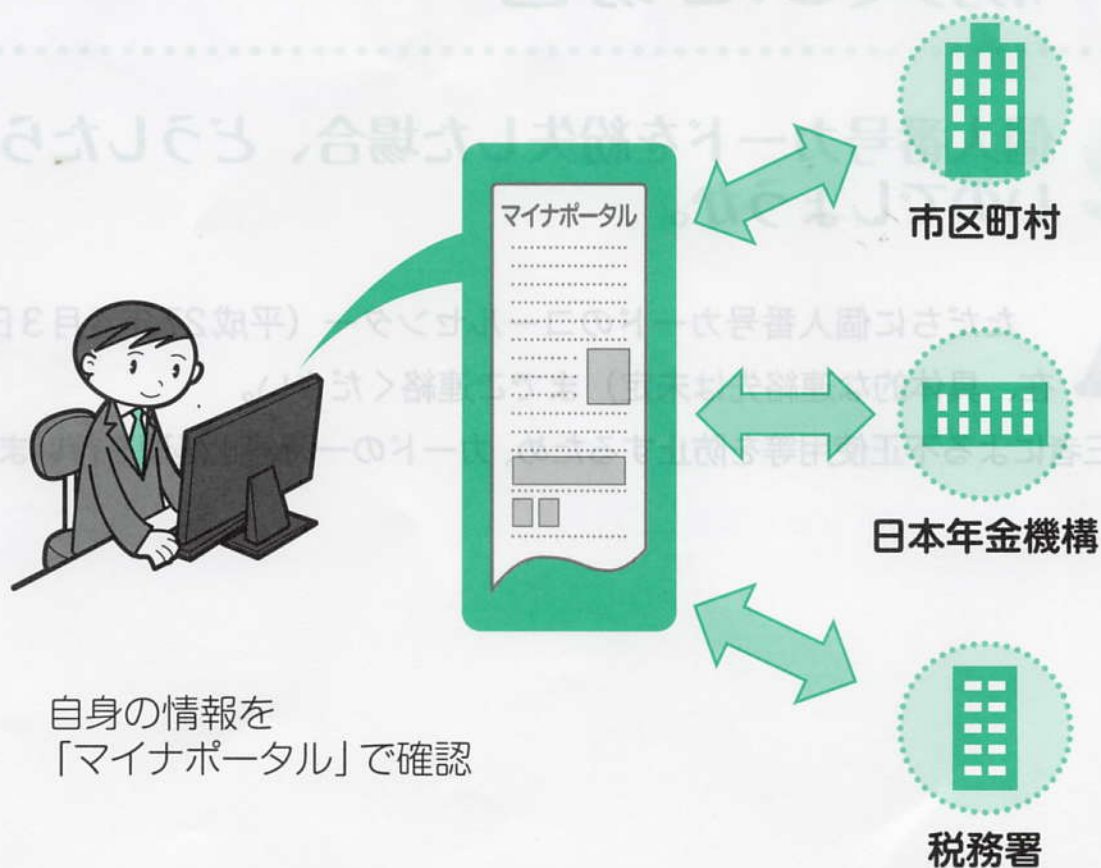 マイナポータル
市区町村
日本年金機構
税務署
自身の情報を
「マイナポータル」で確認